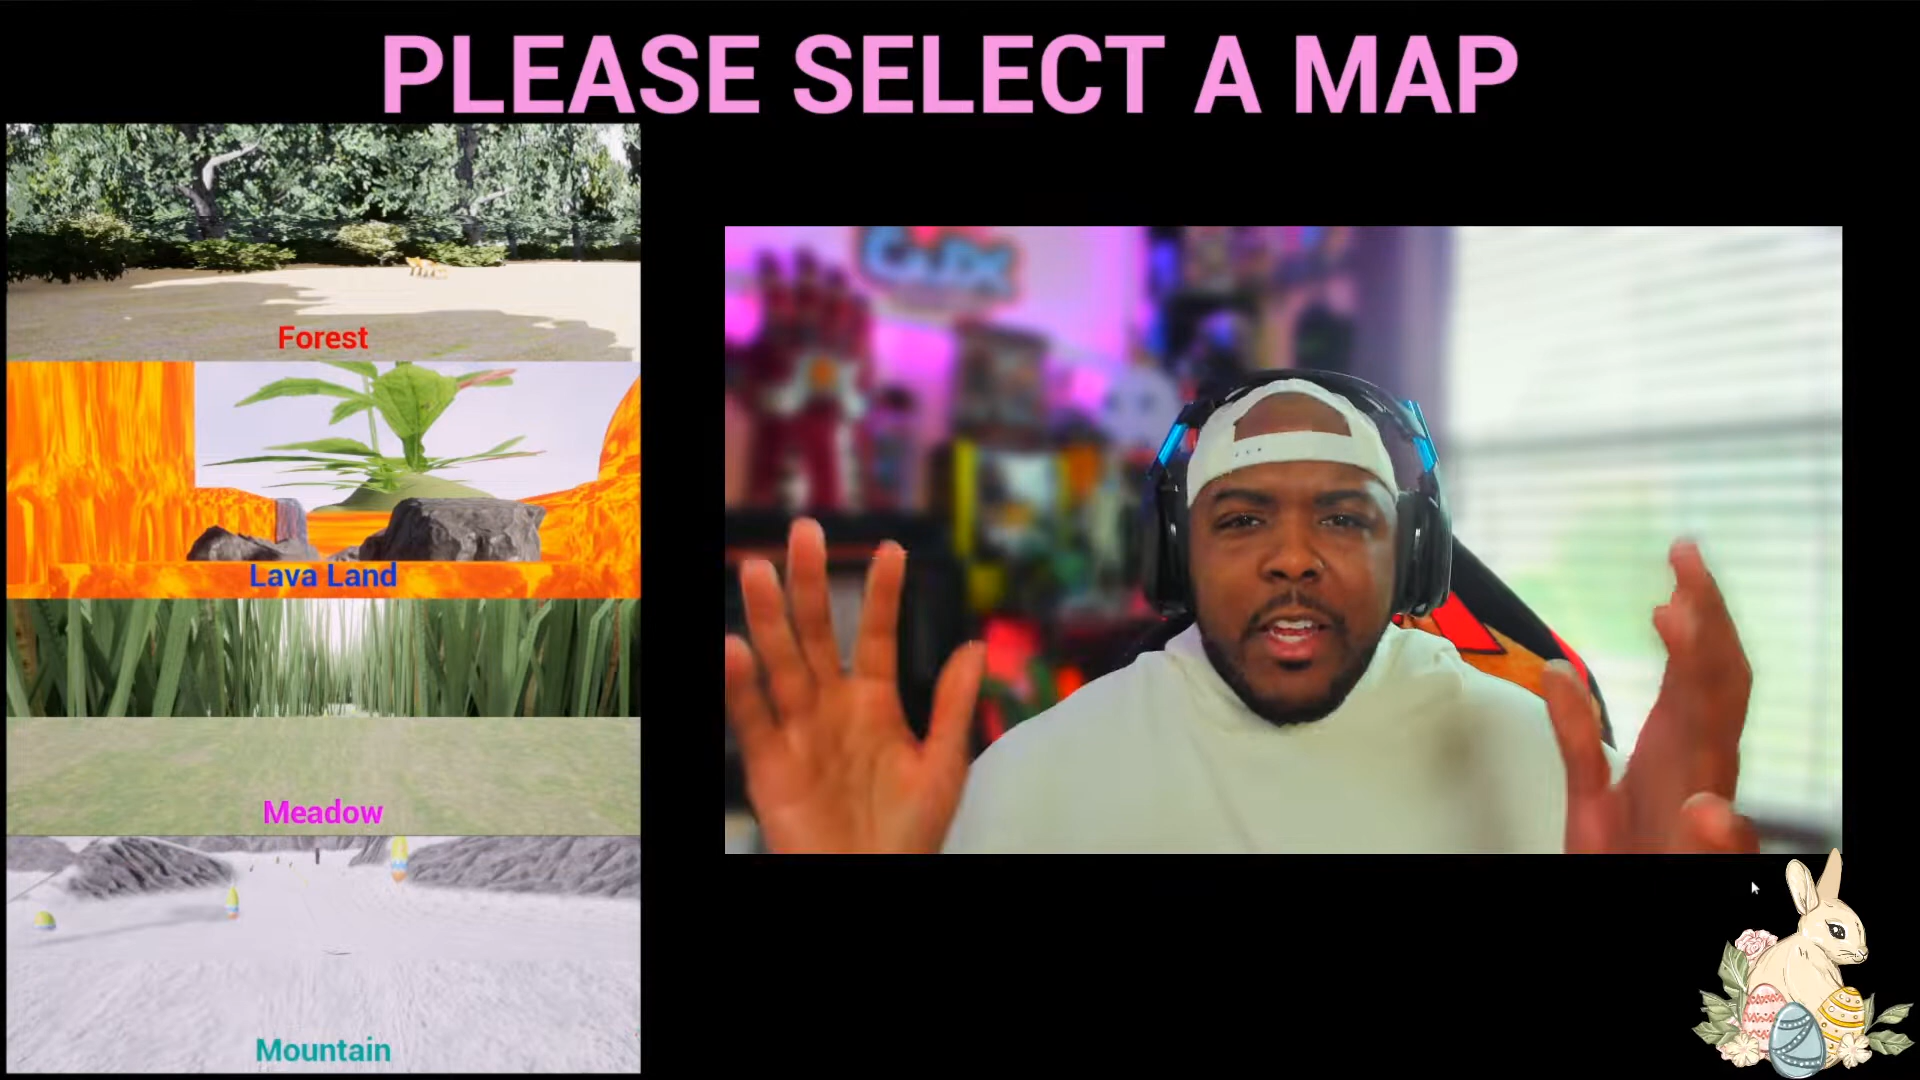 PLEASE SELECT A MAP
Forest
Lava Land
Meadow
Mountain